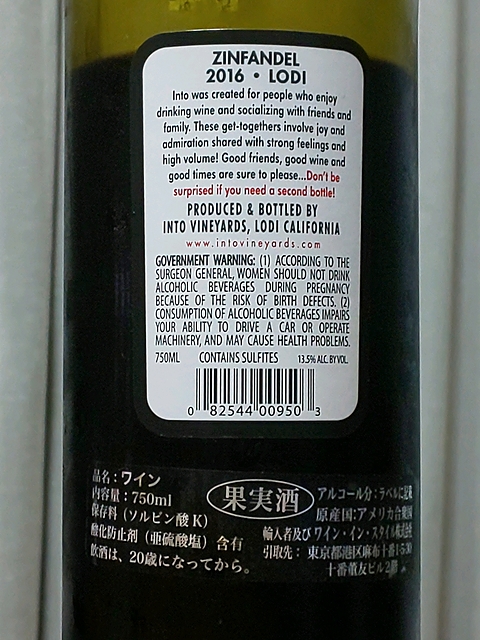 ZINFANDEL
2016 • LODI
Into was created for people who enjoy
drinking wine and socializing with friends and
family. These get-togethers involve joy and
admiration shared with strong feelings and
high volume! Good friends, good wine and
good times are sure to please...Don't be
surprised if you need a second bottle!
PRODUCED & BOTTLED BY
INTO VINEYARDS, LODI CALIFORNIA
www.intovineyards.com
GOVERNMENT WARNING: (1) ACCORDING TO THE
SURGEON GENERAL, WOMEN SHOULD NOT DRINK
ALCOHOLIC BEVERAGES DURING PREGNANCY
BECAUSE OF THE RISK OF BIRTH DEFECTS. (2)
CONSUMPTION OF ALCOHOLIC BEVERAGES IMPAIRS
YOUR ABILITY TO DRIVE A CAR OR OPERATE
MACHINERY, AND MAY CAUSE HEALTH PROBLEMS.
750ML CONTAINS SULFITES 13.5% ALC. BY VOL.
0 82544 00950 3
品名：ワイン
内容量：750ml
保存料（ソルビン酸K）
酸化防止剤（亜硫酸塩）含有
飲酒は、20歳になってから。
果実酒
アルコール分：ラベルに記載
原産国：アメリカ合衆国
輸入者及び ワイン・イン・スタイル株式会社
引取先： 東京都港区麻布十番1-5-30
十番董友ビル2階